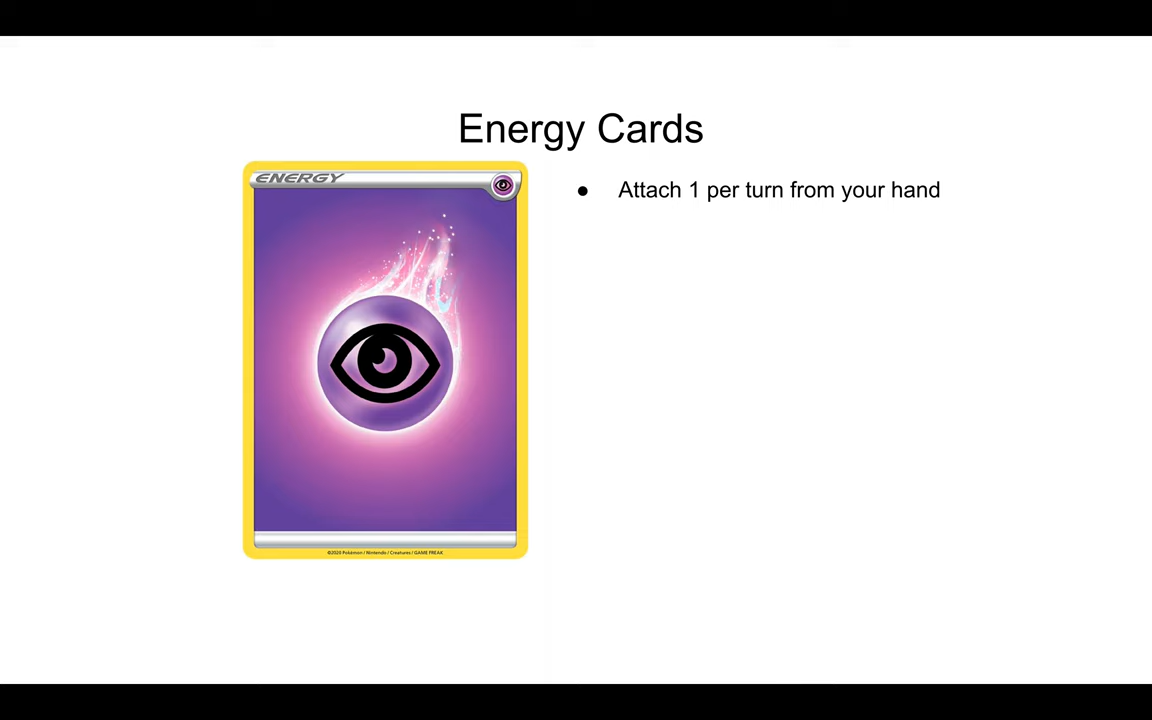 Energy Cards
ENERGY
● Attach 1 per turn from your hand
©2020 Pokémon / Nintendo / Creatures / GAME FREAK